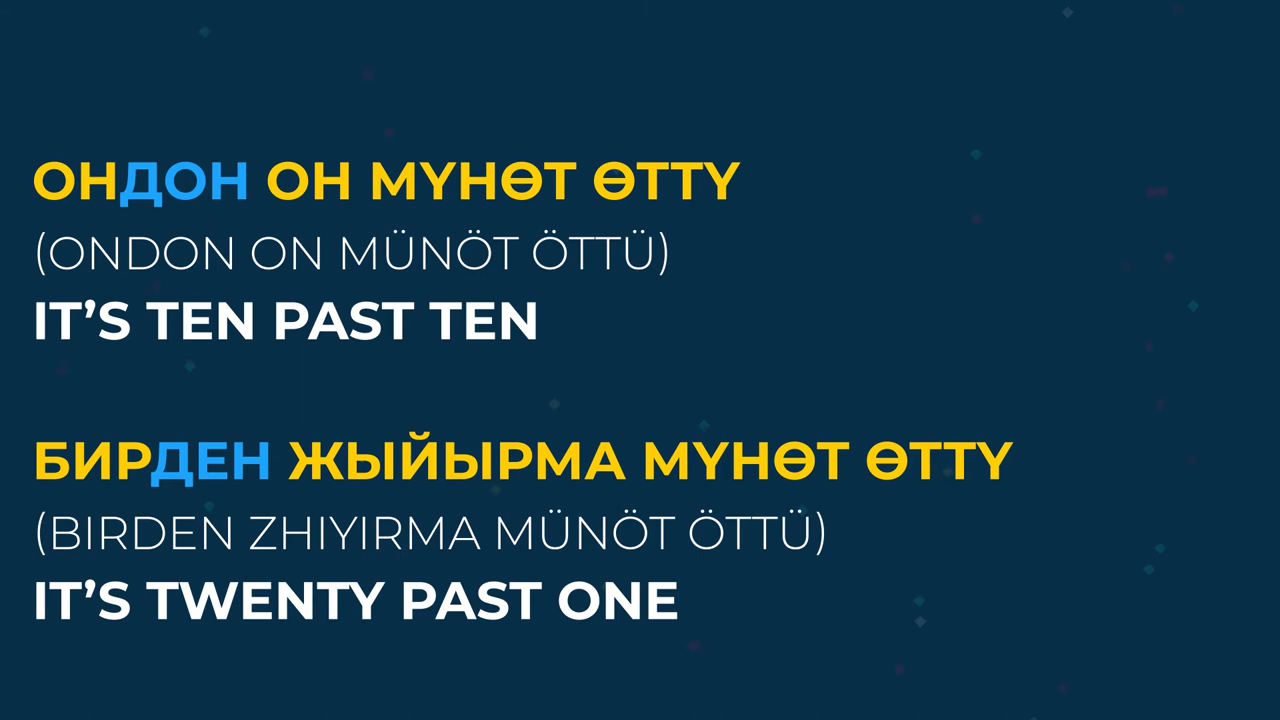 ОНДОН ОН МҮНӨТ ӨТТҮ
(ONDON ON MÜNÖT ÖTTÜ)
IT’S TEN PAST TEN
БИРДЕН ЖЫЙЫРМА МҮНӨТ ӨТТҮ
(BIRDEN ZHIYIRMA MÜNÖT ÖTTÜ)
IT’S TWENTY PAST ONE